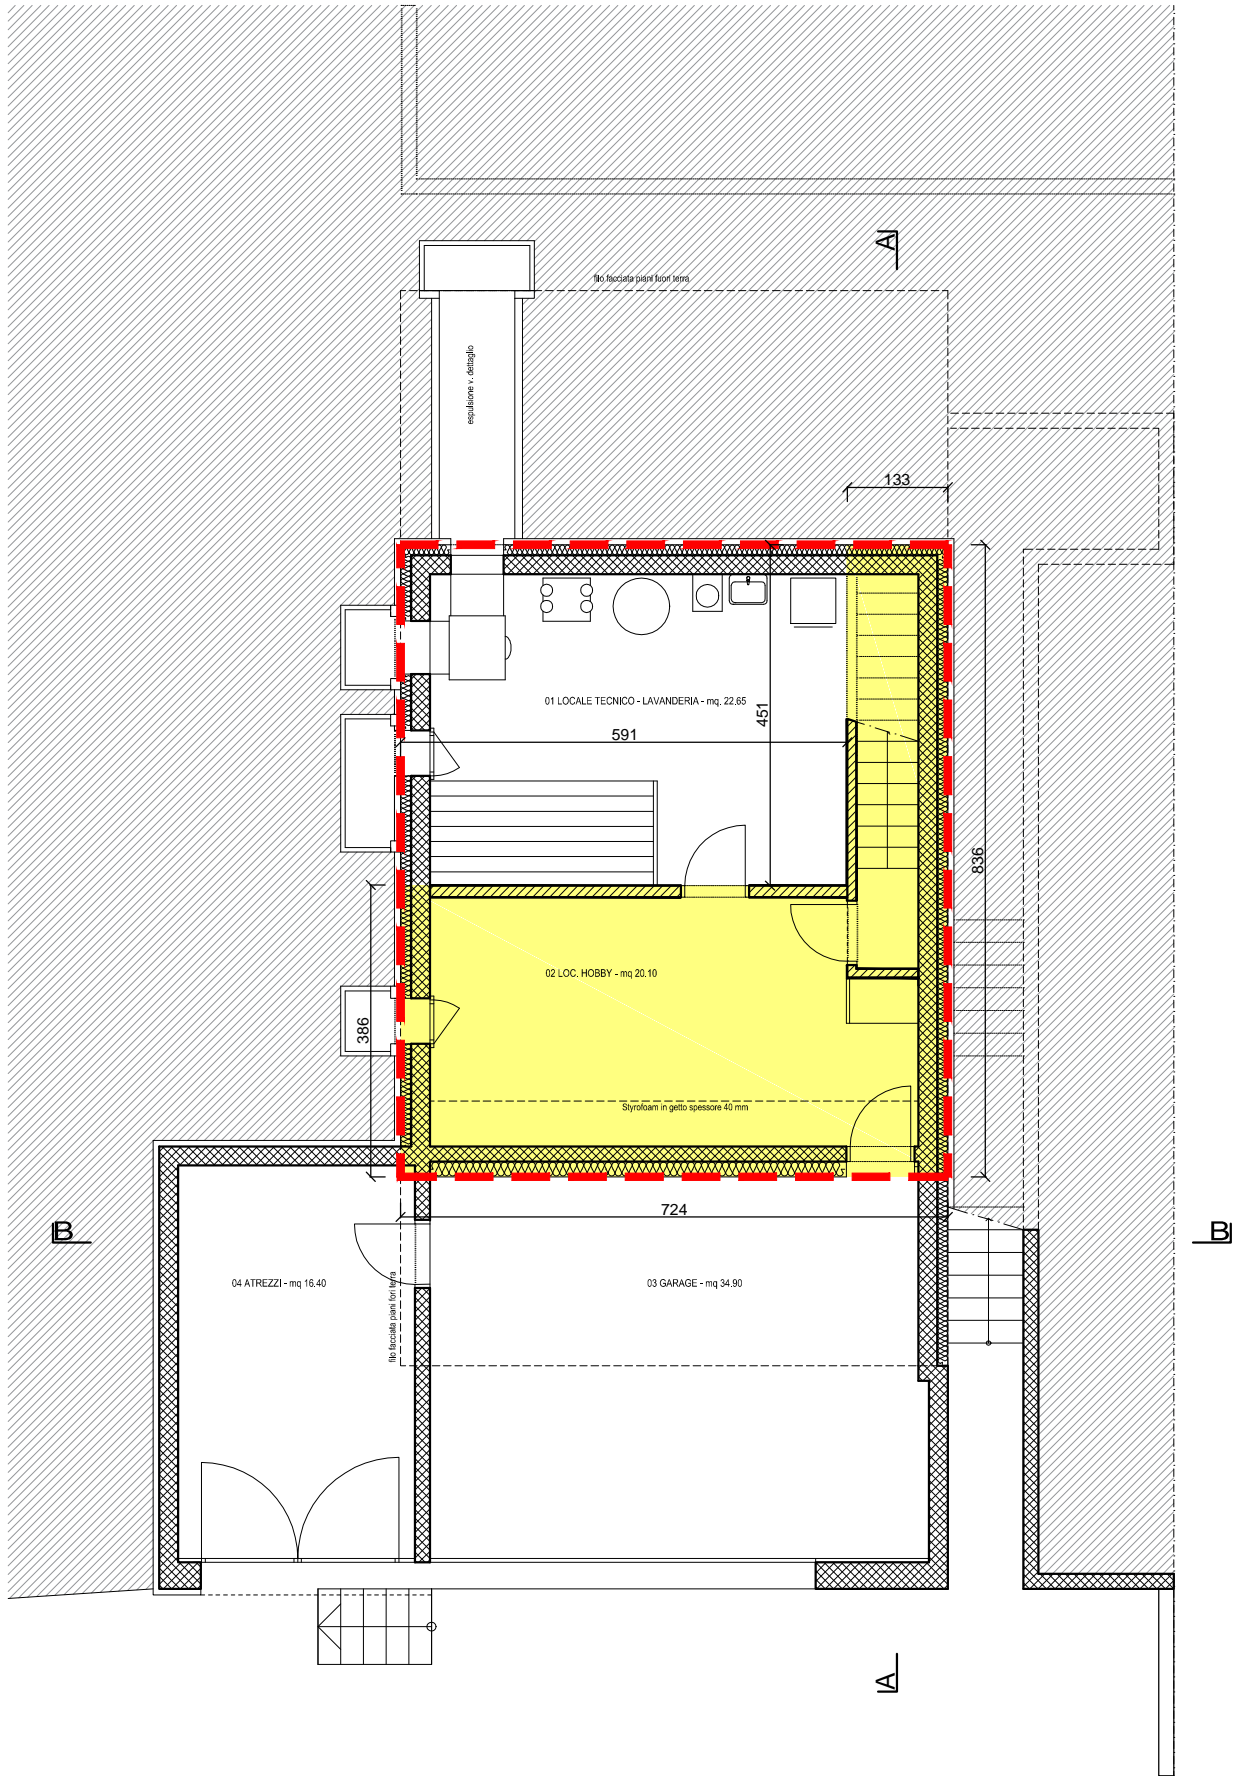 A
filo facciata piani fuori terra
espulsione v. dettaglio
133
01 LOCALE TECNICO - LAVANDERIA - mq. 22.65
451
591
836
02 LOC. HOBBY - mq 20.10
386
Styrofoam in getto spessore 40 mm
724
B
B
04 ATREZZI - mq 16.40
03 GARAGE - mq 34.90
filo facciata piani fori terra
A